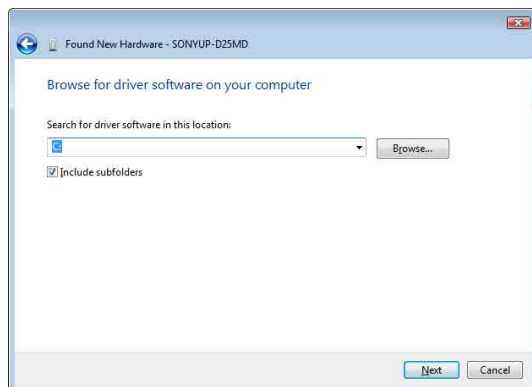 Found New Hardware - SONYUP-D25MD
Browse for driver software on your computer
Search for driver software in this location:
C:
Browse...
Include subfolders
Next
Cancel